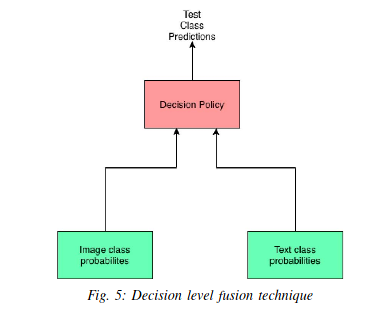 Test
Class
Predictions
Decision Policy
Image class
probabilites
Text class
probabilities
Fig. 5: Decision level fusion technique